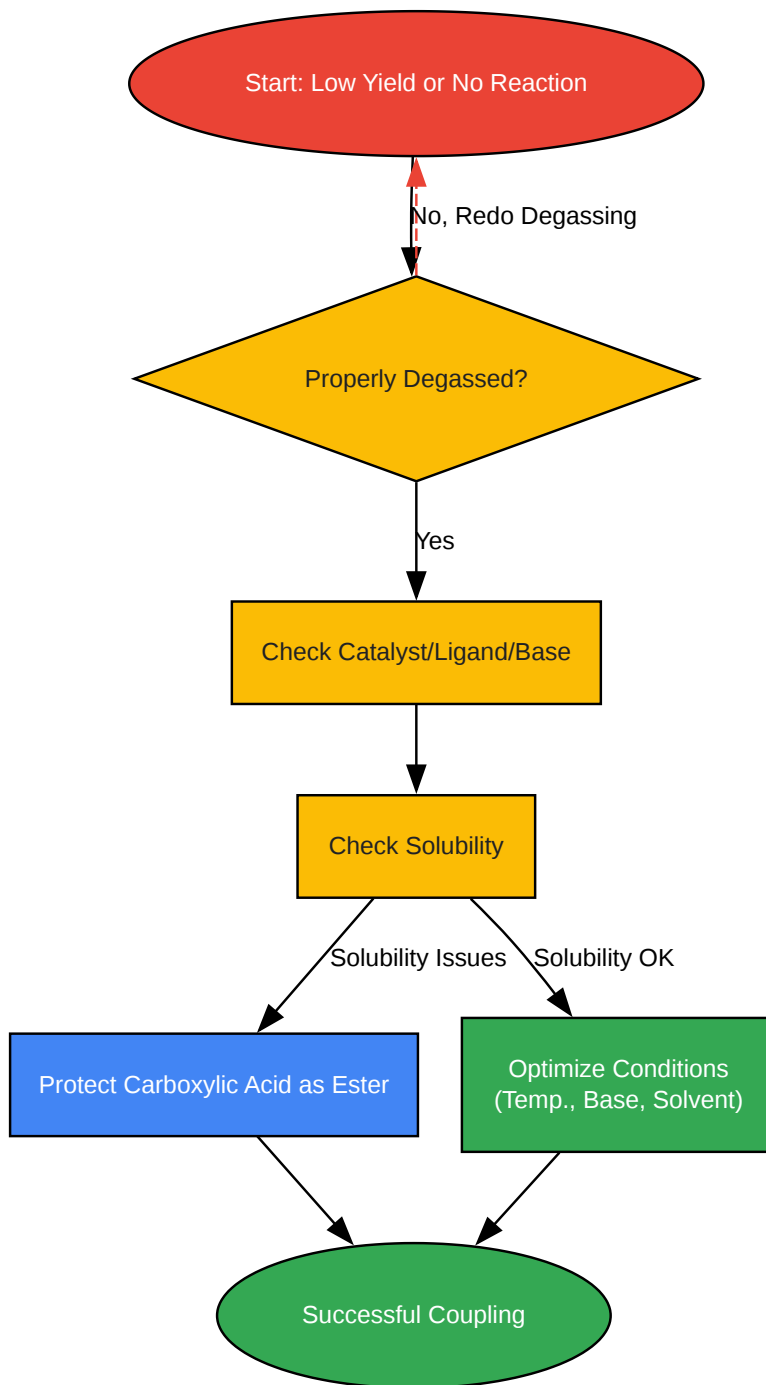 Start: Low Yield or No Reaction
No, Redo Degassing
Properly Degassed?
Yes
Check Catalyst/Ligand/Base
Check Solubility
Solubility Issues
Solubility OK
Protect Carboxylic Acid as Ester
Optimize Conditions
(Temp., Base, Solvent)
Successful Coupling